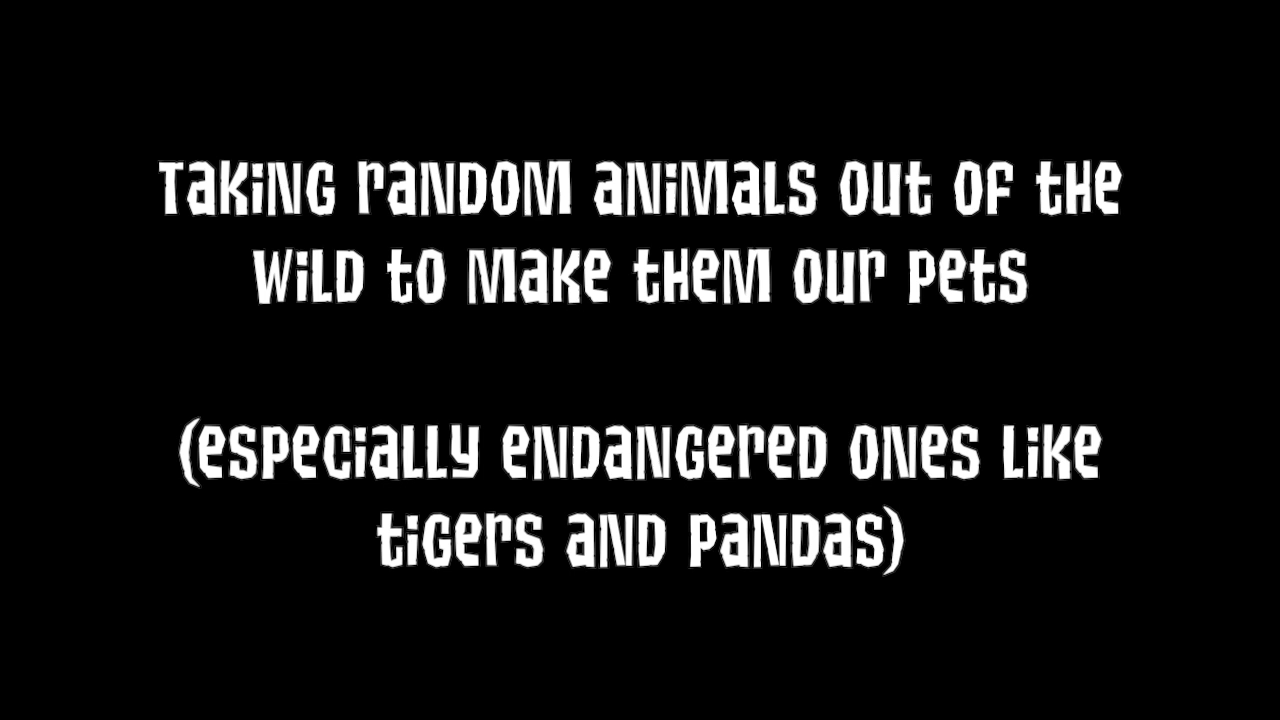 Taking random animals out of the
wild to make them our pets
(especially endangered ones like
tigers and pandas)